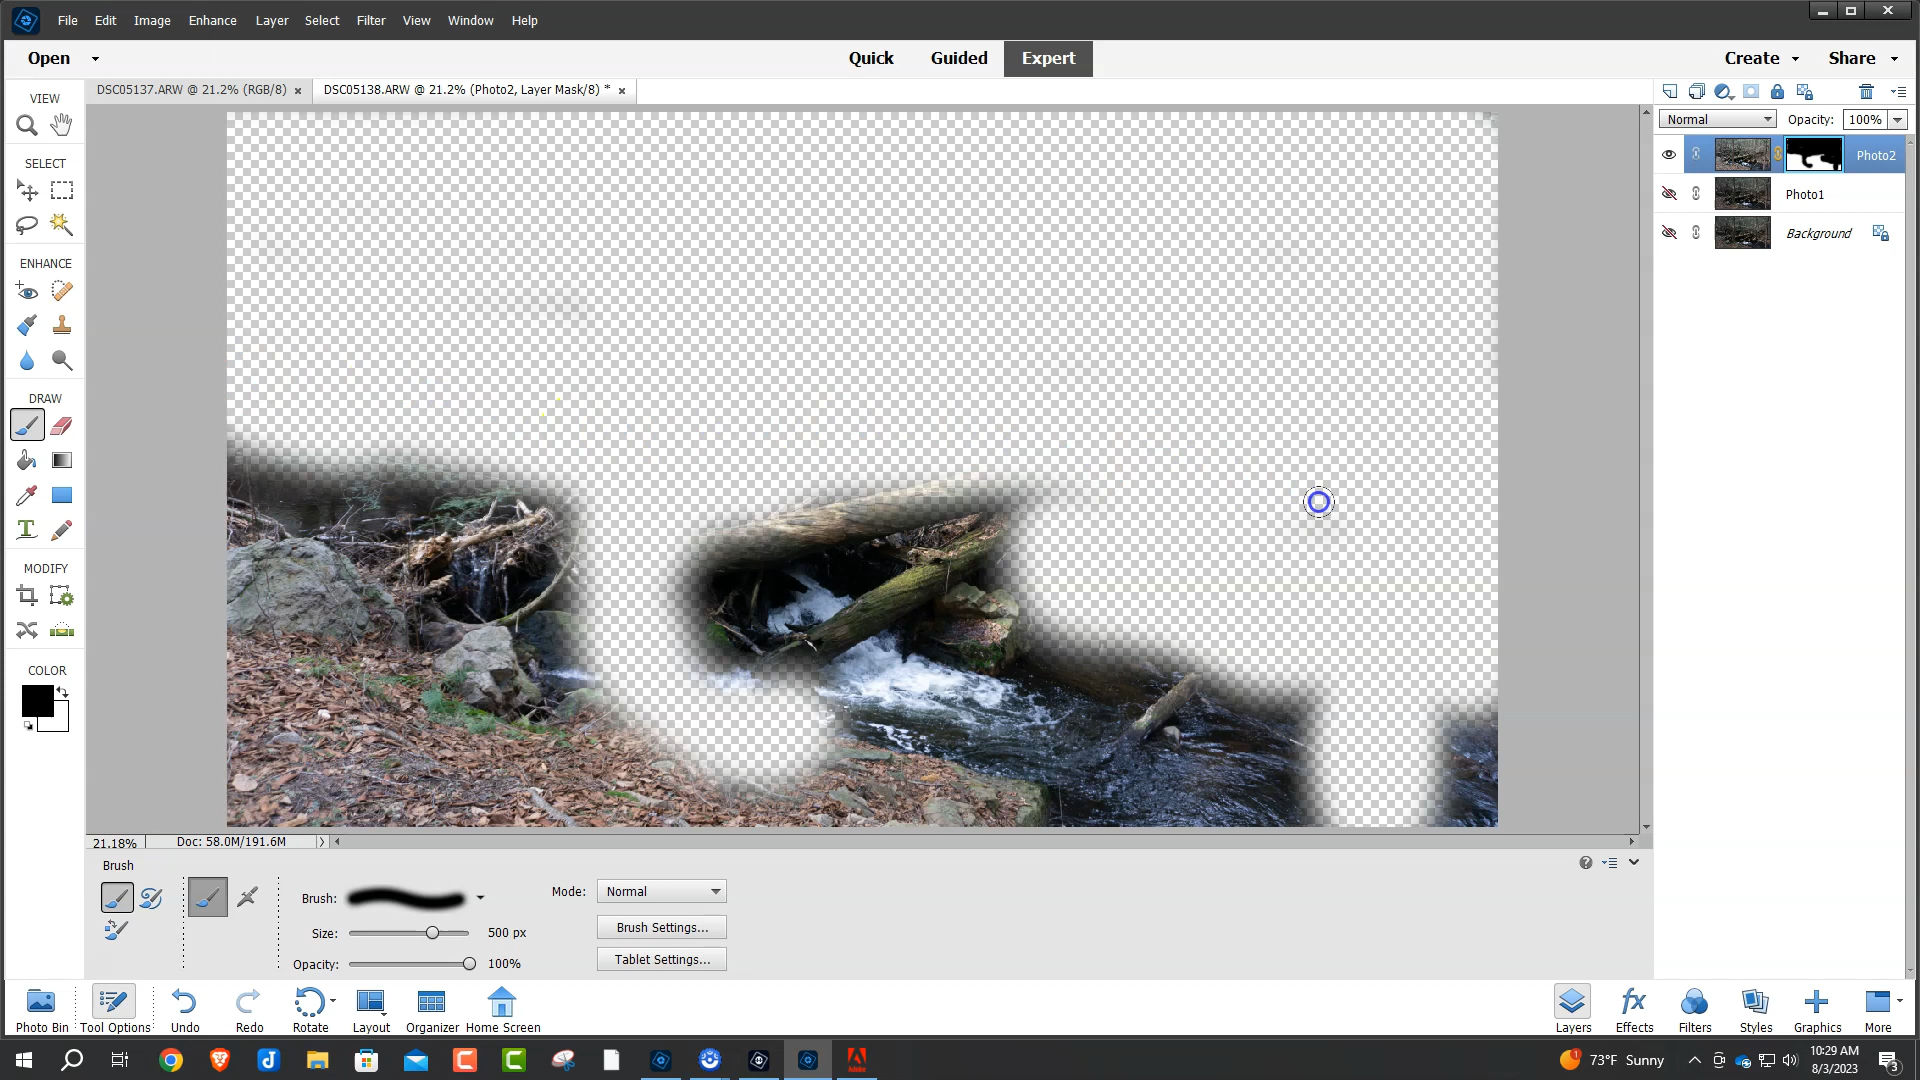 File Edit Image Enhance Layer Select Filter View Window Help
Open Quick Guided Expert Create Share
VIEW
DSC05137.ARW @ 21.2% (RGB/8) × DSC05138.ARW @ 21.2% (Photo2, Layer Mask/8) * ×
Normal Opacity: 100%
Photo2
SELECT
Photo1
Background
ENHANCE
DRAW
T
MODIFY
COLOR
21.18% Doc: 58.0M/191.6M
Brush
Brush: Mode: Normal
Size: 500 px Brush Settings...
Opacity: 100% Tablet Settings...
Photo Bin Tool Options Undo Redo Rotate Layout Organizer Home Screen Layers Effects Filters Styles Graphics More
73°F Sunny
10:29 AM
8/3/2023
3